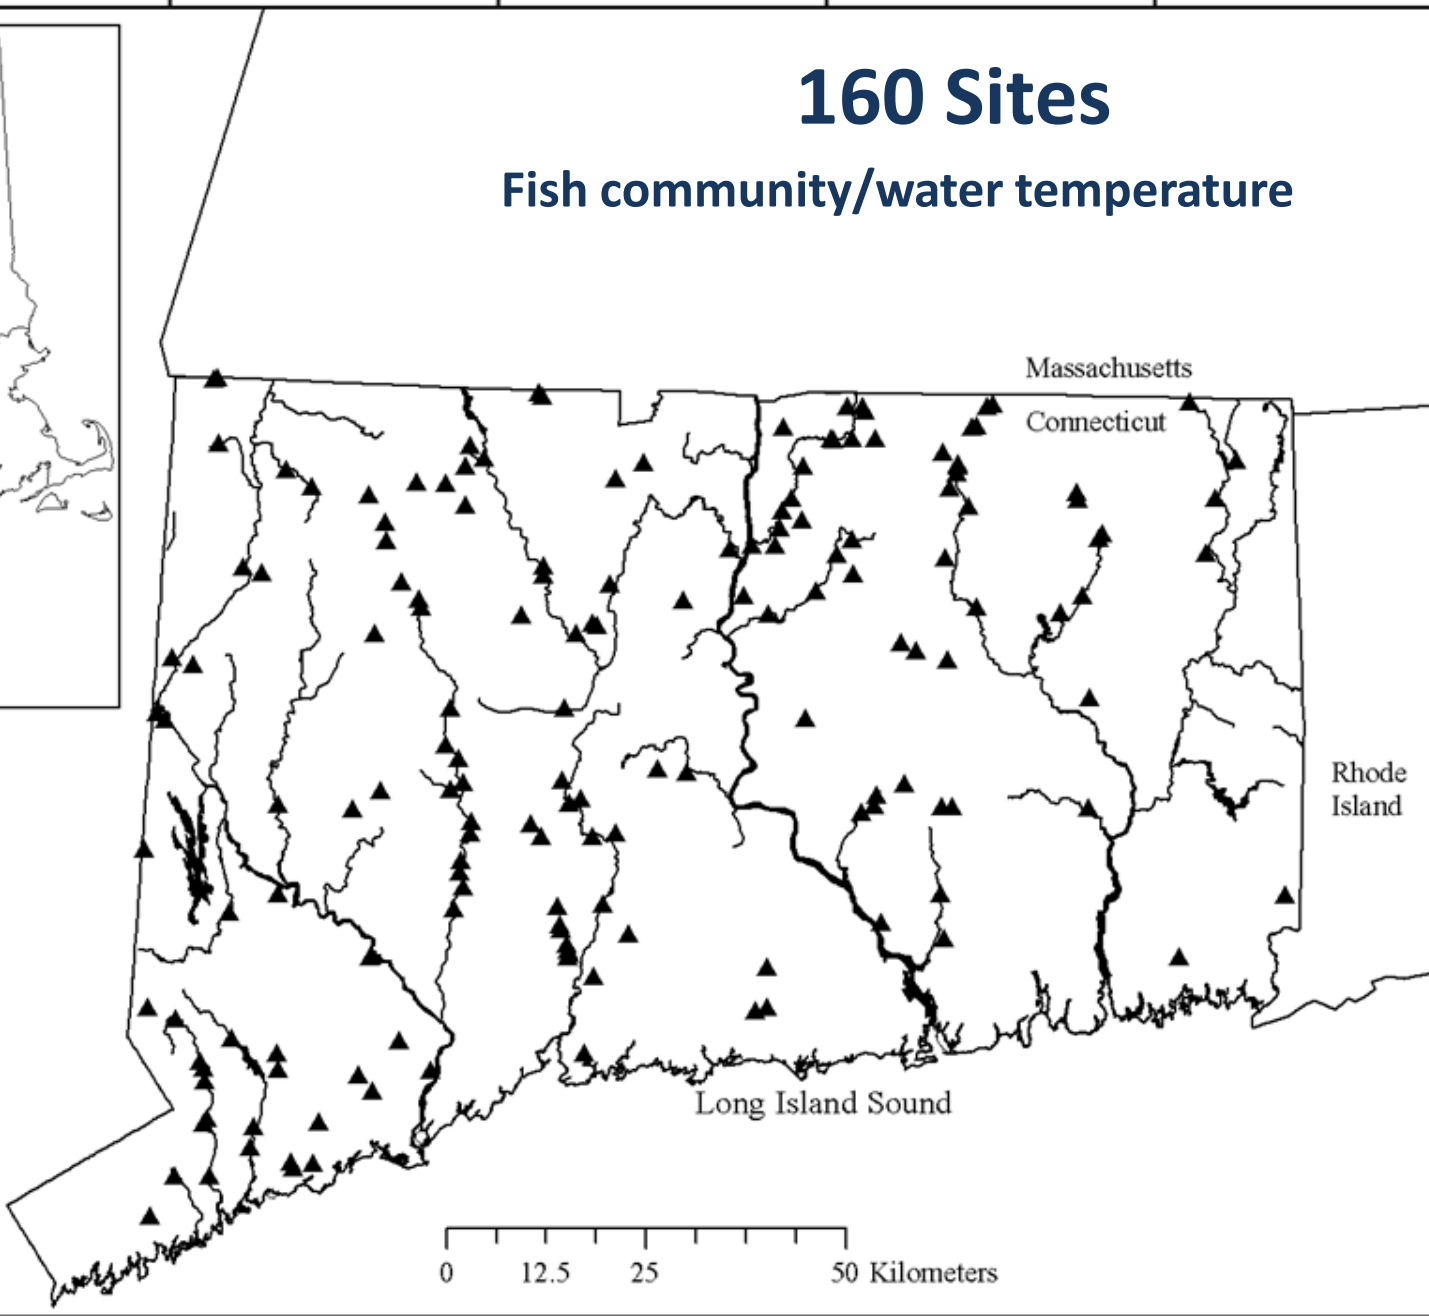 160 Sites
Fish community/water temperature
Massachusetts
Connecticut
Rhode
Island
Long Island Sound
0 12.5 25 50 Kilometers